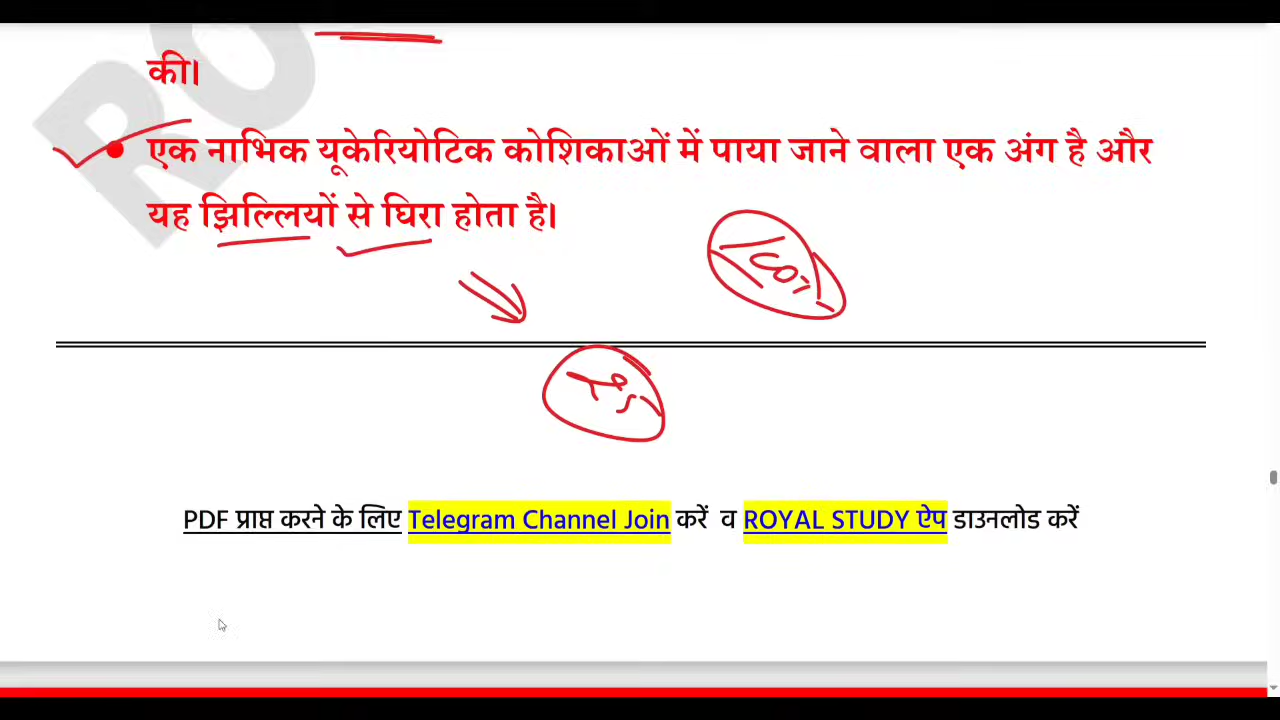 की।
एक नाभिक यूकेरियोटिक कोशिकाओं में पाया जाने वाला एक अंग है और
यह झिल्लियों से घिरा होता है।
PDF प्राप्त करने के लिए Telegram Channel Join करें व ROYAL STUDY ऐप डाउनलोड करें